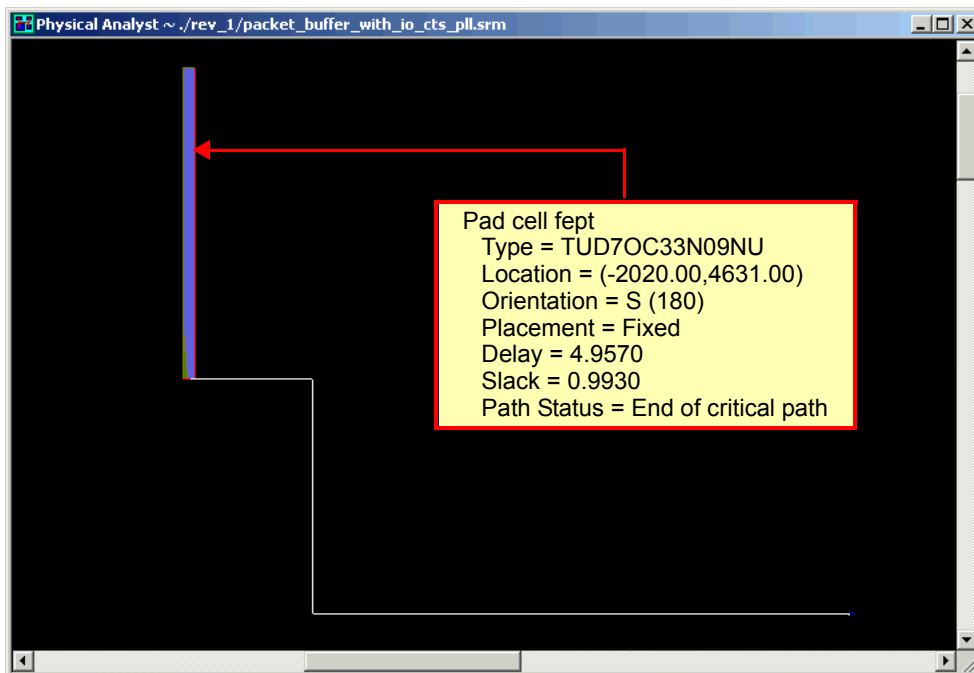 Physical Analyst ~ ./rev_1/packet_buffer_with_io_cts_pll.srm
Pad cell fept
Type = TUD7OC33N09NU
Location = (-2020.00,4631.00)
Orientation = S (180)
Placement = Fixed
Delay = 4.9570
Slack = 0.9930
Path Status = End of critical path